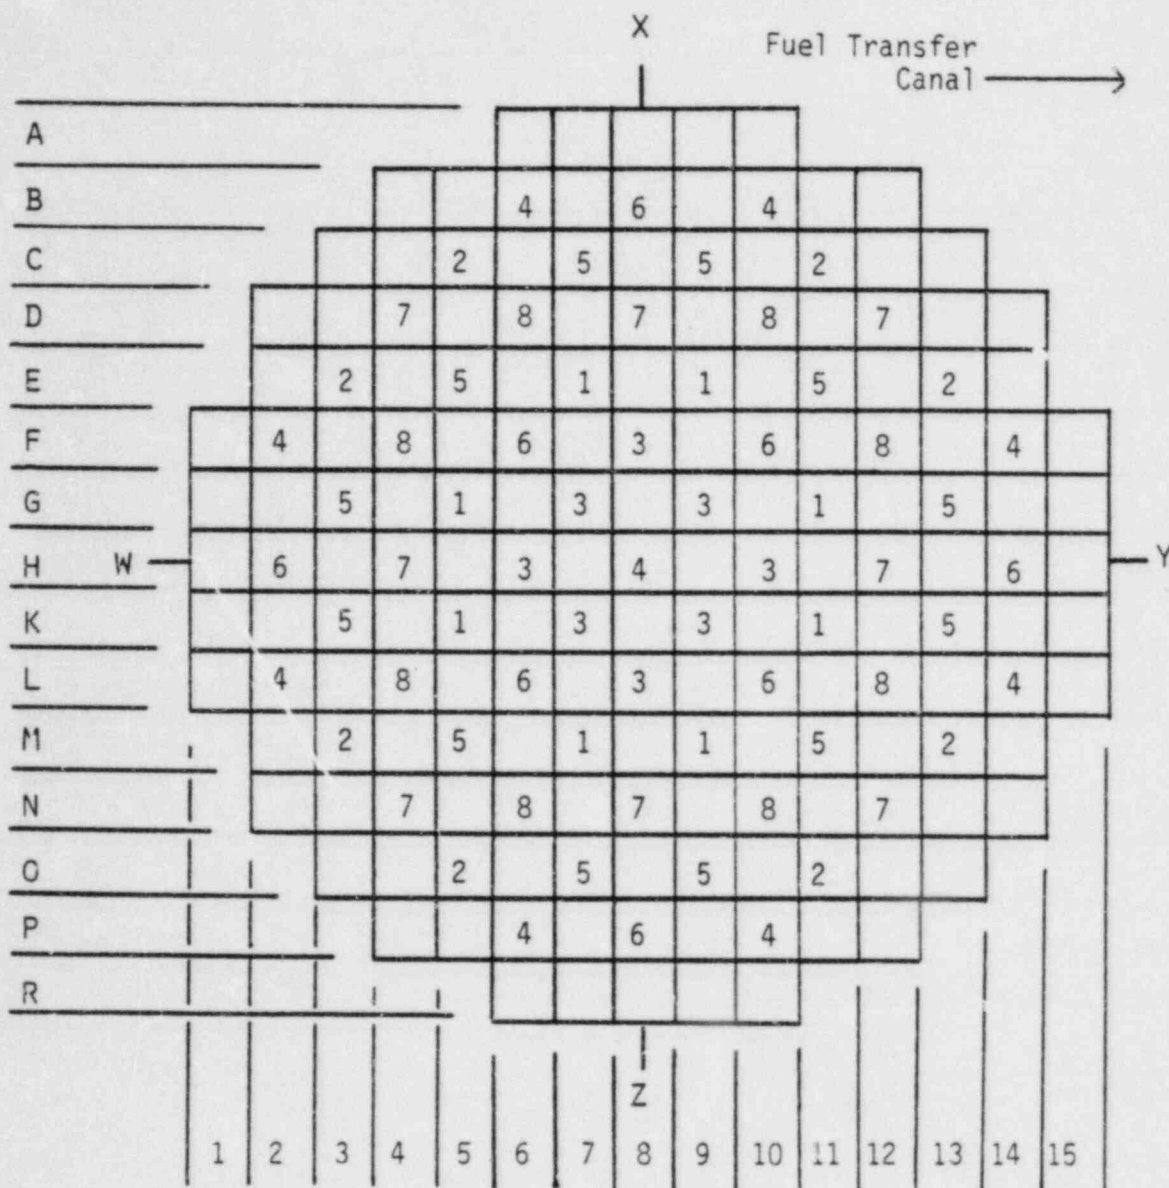 X
Fuel Transfer
Canal
A
B 4 6 4
C 2 5 5 2
D 7 8 7 8 7
E 2 5 1 1 5 2
F 4 8 6 3 6 8 4
G 5 1 3 3 1 5
H W 6 7 3 4 3 7 6 Y
K 5 1 3 3 1 5
L 4 8 6 3 6 8 4
M 2 5 1 1 5 2
N 7 8 7 8 7
O 2 5 5 2
P 4 6 4
R
Z
1 2 3 4 5 6 7 8 9 10 11 12 13 14 15